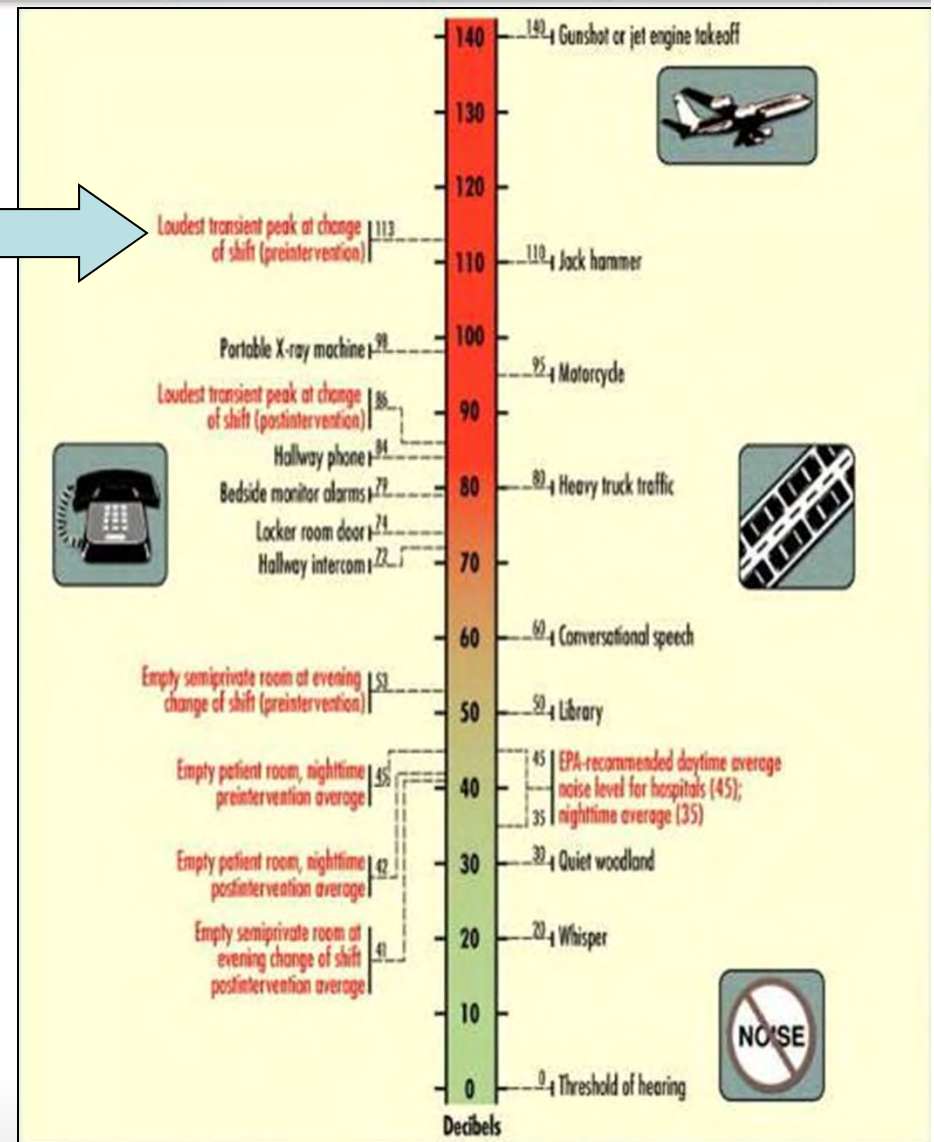 140
130
120
110
100
90
80
70
60
50
40
30
20
10
0
Decibels
Loudest transient peak at change
of shift (preintervention)
113
Portable X-ray machine
98
Loudest transient peak at change
of shift (postintervention)
86
Hallway phone
84
Bedside monitor alarms
79
Locker room door
74
Hallway intercom
72
Empty semiprivate room at evening
change of shift (preintervention)
53
Empty patient room, nighttime
preintervention average
45
Empty patient room, nighttime
postintervention average
42
Empty semiprivate room at
evening change of shift
postintervention average
41
140 Gunshot or jet engine takeoff
110 Jack hammer
95 Motorcycle
80 Heavy truck traffic
60 Conversational speech
50 Library
45
35
EPA-recommended daytime average
noise level for hospitals (45);
nighttime average (35)
30 Quiet woodland
20 Whisper
NOISE
0 Threshold of hearing